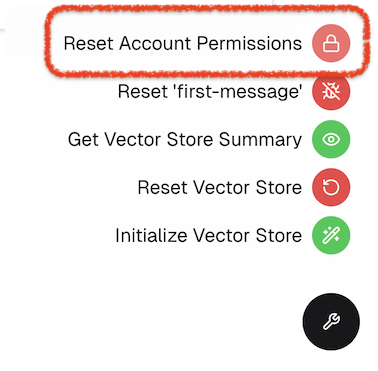 Reset Account Permissions
Reset 'first-message'
Get Vector Store Summary
Reset Vector Store
Initialize Vector Store